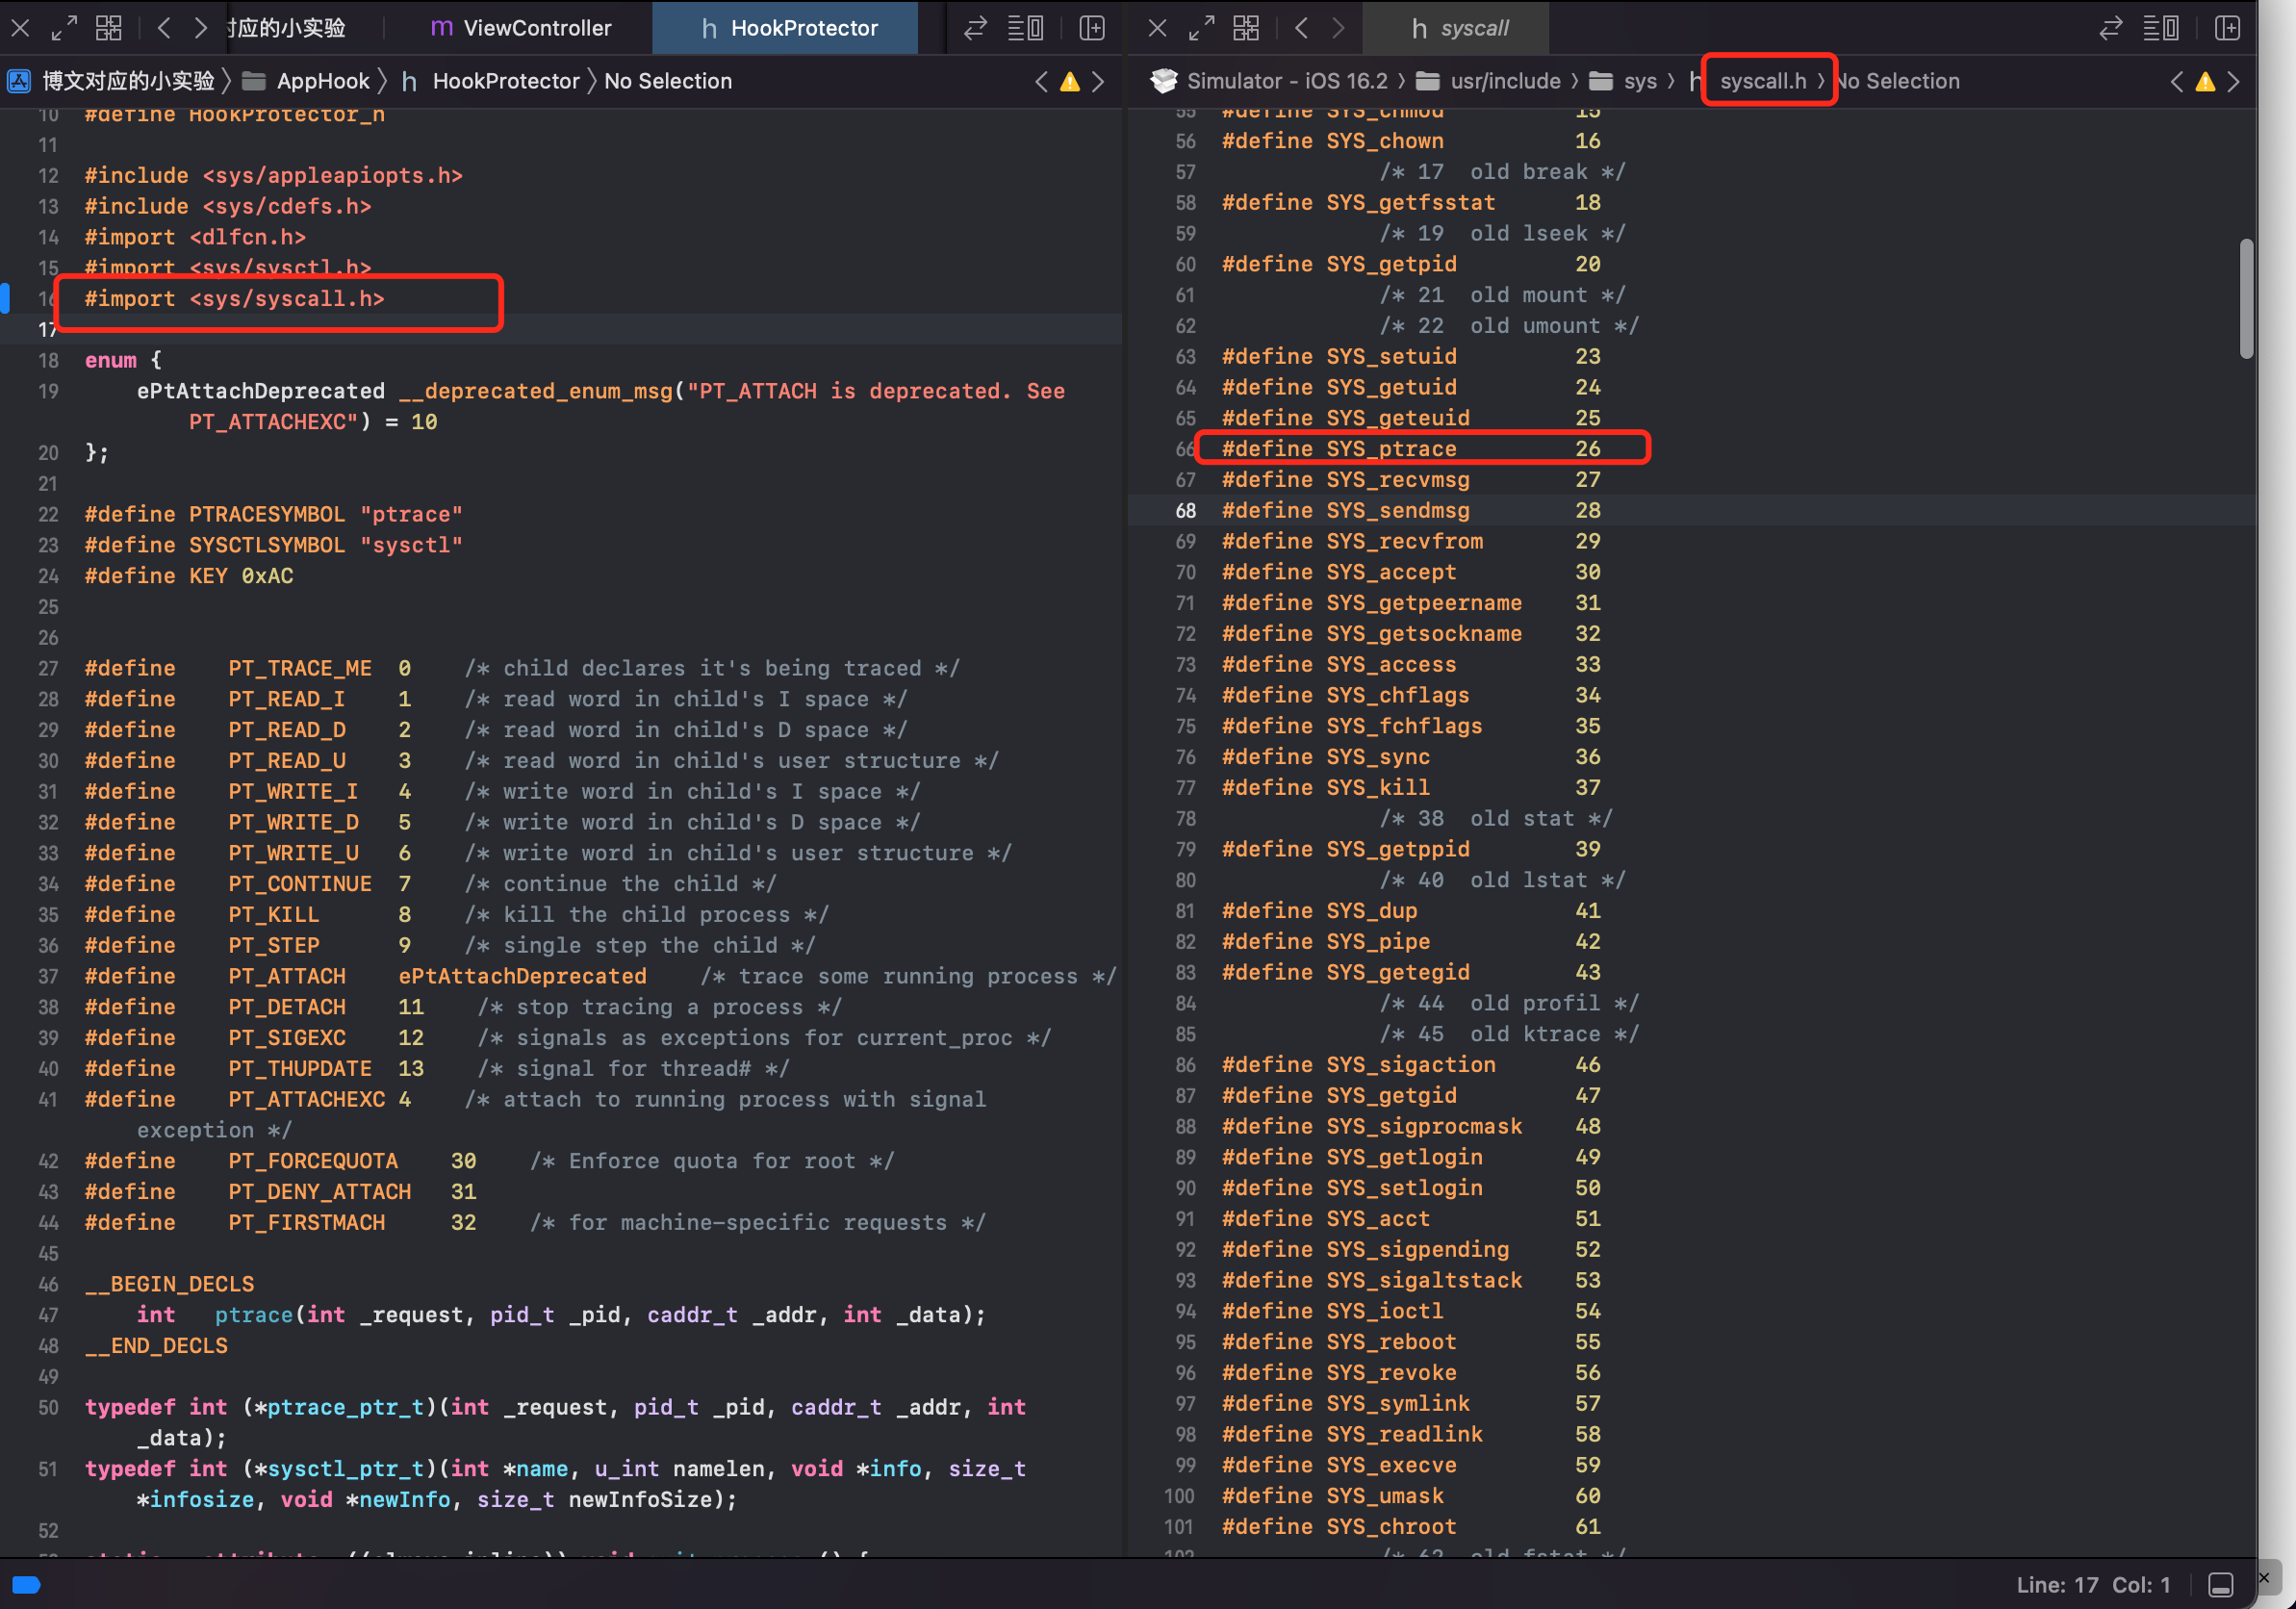 对应的小实验
m ViewController
h HookProtector
h syscall
博文对应的小实验 〉 AppHook 〉 h HookProtector 〉 No Selection
Simulator - iOS 16.2 〉 usr/include 〉 sys 〉 h syscall.h 〉 No Selection
10 #define HookProtector_h
11
12 #include <sys/appleapiopts.h>
13 #include <sys/cdefs.h>
14 #import <dlfcn.h>
15 #import <sys/sysctl.h>
16 #import <sys/syscall.h>
17
18 enum {
19 ePtAttachDeprecated __deprecated_enum_msg("PT_ATTACH is deprecated. See
PT_ATTACHEXC") = 10
20 };
21
22 #define PTRACESYMBOL "ptrace"
23 #define SYSCTLSYMBOL "sysctl"
24 #define KEY 0xAC
25
26
27 #define PT_TRACE_ME 0 /* child declares it's being traced */
28 #define PT_READ_I 1 /* read word in child's I space */
29 #define PT_READ_D 2 /* read word in child's D space */
30 #define PT_READ_U 3 /* read word in child's user structure */
31 #define PT_WRITE_I 4 /* write word in child's I space */
32 #define PT_WRITE_D 5 /* write word in child's D space */
33 #define PT_WRITE_U 6 /* write word in child's user structure */
34 #define PT_CONTINUE 7 /* continue the child */
35 #define PT_KILL 8 /* kill the child process */
36 #define PT_STEP 9 /* single step the child */
37 #define PT_ATTACH ePtAttachDeprecated /* trace some running process */
38 #define PT_DETACH 11 /* stop tracing a process */
39 #define PT_SIGEXC 12 /* signals as exceptions for current_proc */
40 #define PT_THUPDATE 13 /* signal for thread# */
41 #define PT_ATTACHEXC 4 /* attach to running process with signal
exception */
42 #define PT_FORCEQUOTA 30 /* Enforce quota for root */
43 #define PT_DENY_ATTACH 31
44 #define PT_FIRSTMACH 32 /* for machine-specific requests */
45
46 __BEGIN_DECLS
47 int ptrace(int _request, pid_t _pid, caddr_t _addr, int _data);
48 __END_DECLS
49
50 typedef int (*ptrace_ptr_t)(int _request, pid_t _pid, caddr_t _addr, int
_data);
51 typedef int (*sysctl_ptr_t)(int *name, u_int namelen, void *info, size_t
*infosize, void *newInfo, size_t newInfoSize);
52
55 #define SYS_chmod 15
56 #define SYS_chown 16
57 /* 17 old break */
58 #define SYS_getfsstat 18
59 /* 19 old lseek */
60 #define SYS_getpid 20
61 /* 21 old mount */
62 /* 22 old umount */
63 #define SYS_setuid 23
64 #define SYS_getuid 24
65 #define SYS_geteuid 25
66 #define SYS_ptrace 26
67 #define SYS_recvmsg 27
68 #define SYS_sendmsg 28
69 #define SYS_recvfrom 29
70 #define SYS_accept 30
71 #define SYS_getpeername 31
72 #define SYS_getsockname 32
73 #define SYS_access 33
74 #define SYS_chflags 34
75 #define SYS_fchflags 35
76 #define SYS_sync 36
77 #define SYS_kill 37
78 /* 38 old stat */
79 #define SYS_getppid 39
80 /* 40 old lstat */
81 #define SYS_dup 41
82 #define SYS_pipe 42
83 #define SYS_getegid 43
84 /* 44 old profil */
85 /* 45 old ktrace */
86 #define SYS_sigaction 46
87 #define SYS_getgid 47
88 #define SYS_sigprocmask 48
89 #define SYS_getlogin 49
90 #define SYS_setlogin 50
91 #define SYS_acct 51
92 #define SYS_sigpending 52
93 #define SYS_sigaltstack 53
94 #define SYS_ioctl 54
95 #define SYS_reboot 55
96 #define SYS_revoke 56
97 #define SYS_symlink 57
98 #define SYS_readlink 58
99 #define SYS_execve 59
100 #define SYS_umask 60
101 #define SYS_chroot 61
102 /* 62 old fstat */
Line: 17 Col: 1